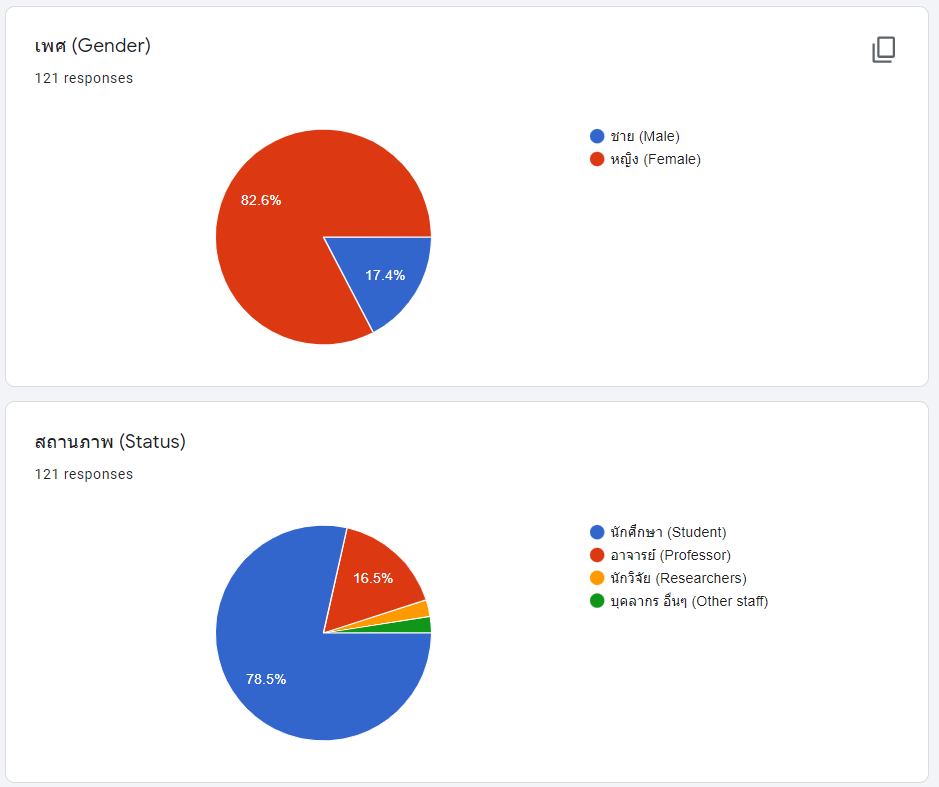 เพศ (Gender)
121 responses
ชาย (Male)
หญิง (Female)
82.6%
17.4%
สถานภาพ (Status)
121 responses
นักศึกษา (Student)
อาจารย์ (Professor)
นักวิจัย (Researchers)
บุคลากร อื่นๆ (Other staff)
16.5%
78.5%